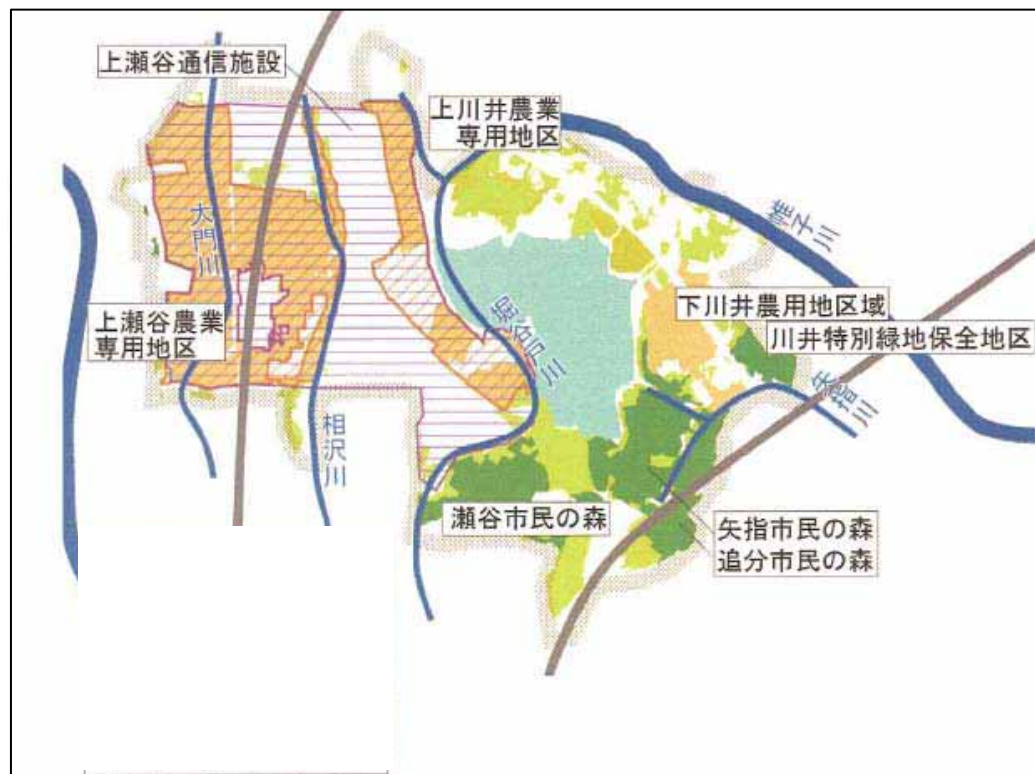 上瀬谷通信施設
上川井農業
専用地区
帷子川
大門川
下川井農用地区域
川井特別緑地保全地区
上瀬谷農業
専用地区
堀谷戸川
矢指川
相沢川
瀬谷市民の森
矢指市民の森
追分市民の森